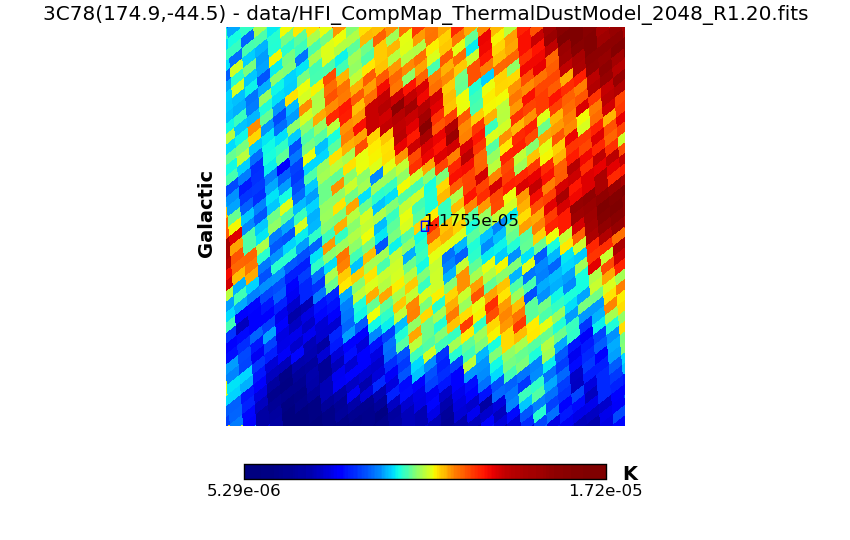 3C78(174.9,-44.5) - data/HFI_CompMap_ThermalDustModel_2048_R1.20.fits
Galactic
1.1755e-05
K
5.29e-06
1.72e-05